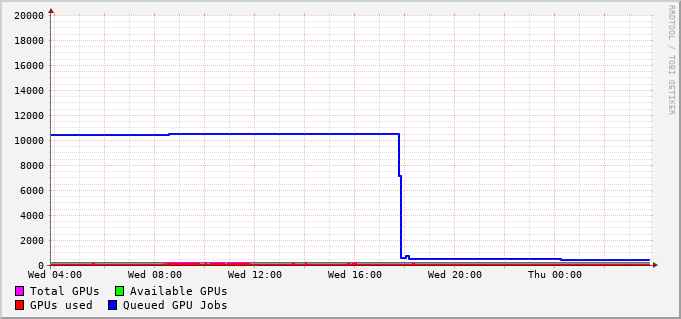 20000
18000
16000
14000
12000
10000
8000
6000
4000
2000
0
Wed 04:00 Wed 08:00 Wed 12:00 Wed 16:00 Wed 20:00 Thu 00:00
Total GPUs Available GPUs
GPUs used Queued GPU Jobs
RRDTOOL / TOBI OETIKER